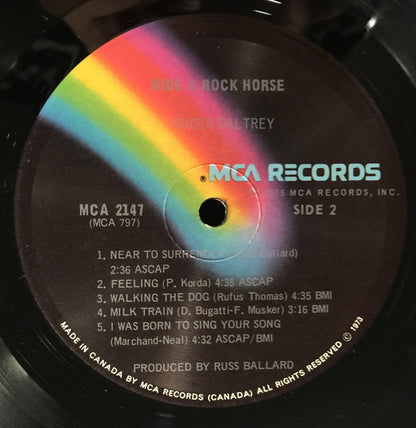 RIDE A ROCK HORSE
ROGER DALTREY
® MCA RECORDS
1975 MCA RECORDS, INC.
MCA 2147
(MCA 797)
SIDE 2
1. NEAR TO SURRENDER Ballard)
2:36 ASCAP
2. FEELING (P. Korda) 4:38 ASCAP
3. WALKING THE DOG (Rufus Thomas) 4:35 BMI
4. MILK TRAIN (D. Bugatti-F. Musker) 3:16 BMI
5. I WAS BORN TO SING YOUR SONG
(Marchand-Neal) 4:32 ASCAP/BMI
PRODUCED BY RUSS BALLARD
MADE IN CANADA BY MCA RECORDS (CANADA) ALL RIGHTS RESERVED © 1973